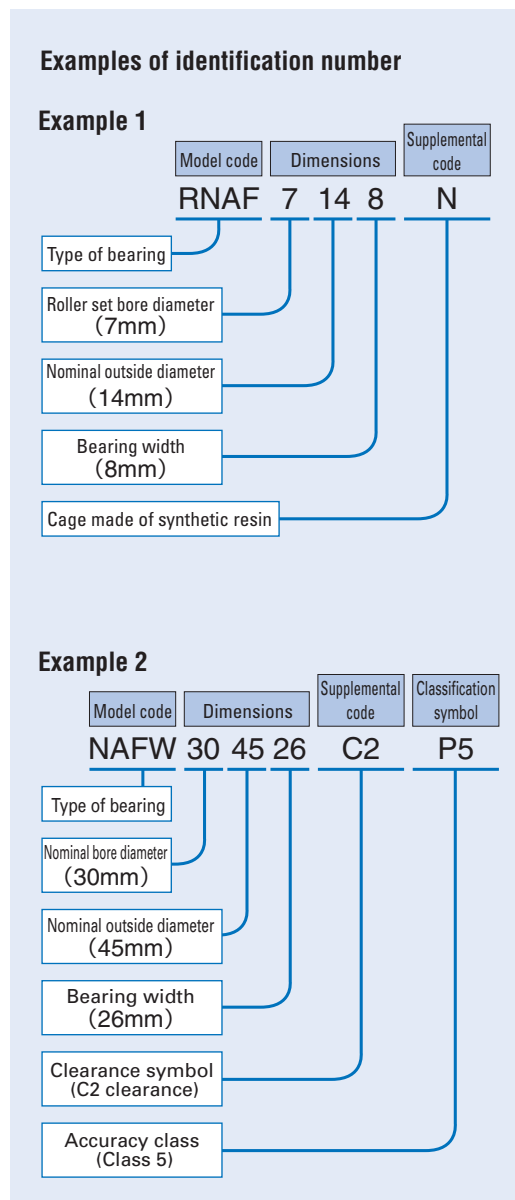 Examples of identification number
Example 1
Model code Dimensions Supplemental
code
RNAF 7 14 8 N
Type of bearing
Roller set bore diameter
(7mm)
Nominal outside diameter
(14mm)
Bearing width
(8mm)
Cage made of synthetic resin
Example 2
Model code Dimensions Supplemental
code Classification
symbol
NAFW 30 45 26 C2 P5
Type of bearing
Nominal bore diameter
(30mm)
Nominal outside diameter
(45mm)
Bearing width
(26mm)
Clearance symbol
(C2 clearance)
Accuracy class
(Class 5)